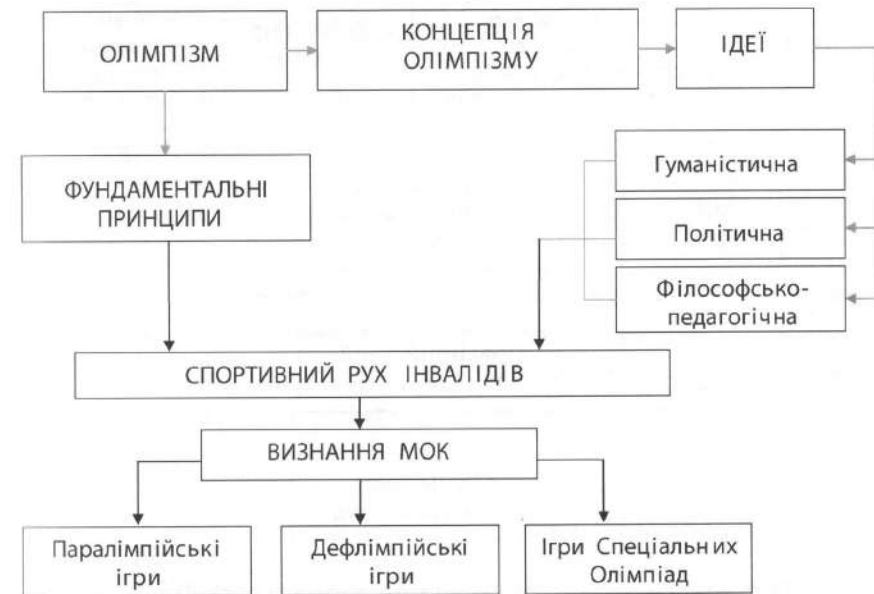 ОЛІМПІЗМ
КОНЦЕПЦІЯ
ОЛІМПІЗМУ
ІДЕЇ
ФУНДАМЕНТАЛЬНІ
ПРИНЦИПИ
Гуманістична
Політична
Філософсько-
педагогічна
СПОРТИВНИЙ РУХ ІНВАЛІДІВ
ВИЗНАННЯ МОК
Паралімпійські
ігри
Дефлімпійські
ігри
Ігри Спеціальних
Олімпіад